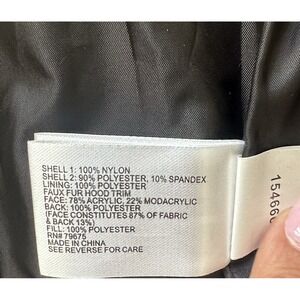 SHELL 1: 100% NYLON
SHELL 2: 90% POLYESTER, 10% SPANDEX
LINING: 100% POLYESTER
FAUX FUR HOOD TRIM
FACE: 78% ACRYLIC, 22% MODACRYLIC
BACK: 100% POLYESTER
(FACE CONSTITUTES 87% OF FABRIC
& BACK 13%)
FILL: 100% POLYESTER
RN# 79675
MADE IN CHINA
SEE REVERSE FOR CARE